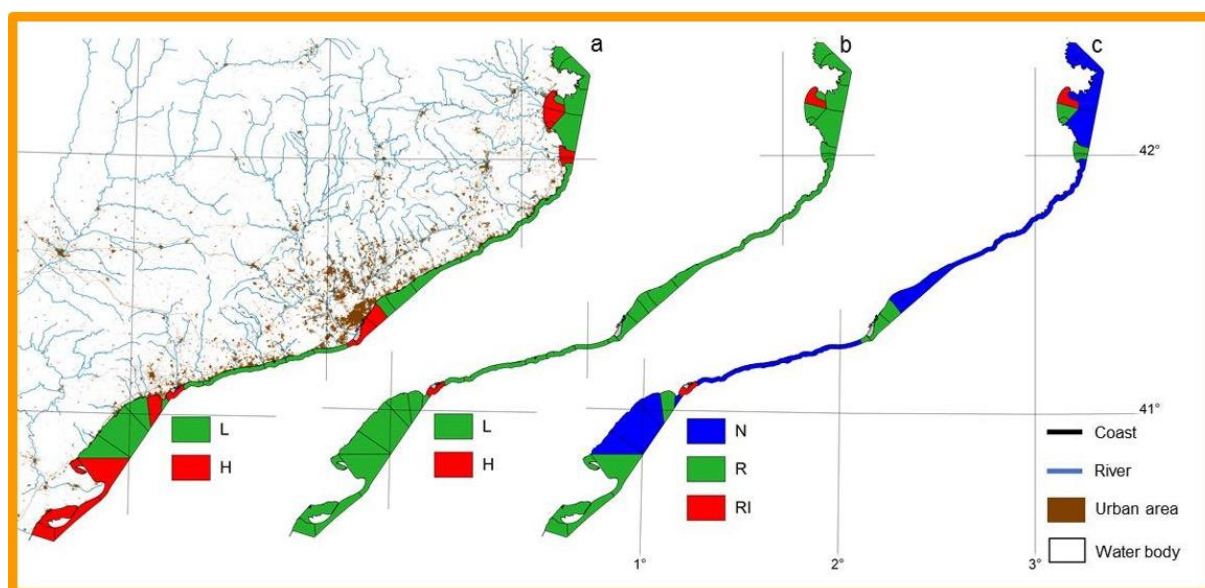 a
b
c
42°
41°
L
H
L
H
N
R
RI
Coast
River
Urban area
Water body
1°
2°
3°